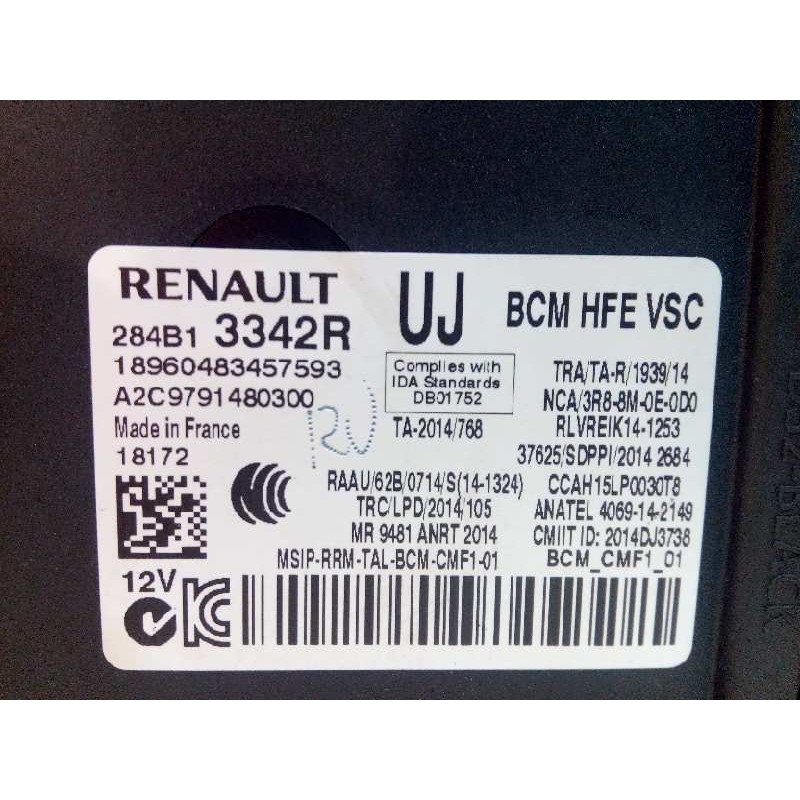 RENAULT
UJ
BCM HFE VSC
284B1 3342R
18960483457593
A2C9791480300
Made in France
18172
Complies with
IDA Standards
DB01752
TA-2014/768
TRA/TA-R/1939/14
NCA/3R8-8M-0E-0D0
RLVREIK14-1253
37625/SDPPI/2014 2684
RAAU/62B/0714/S(14-1324)
CCAH15LP0030T8
TRC/LPD/2014/105
ANATEL 4069-14-2149
MR 9481 ANRT 2014
CMIIT ID: 2014DJ3738
MSIP-RRM-TAL-BCM-CMF1-01
BCM_CMF1_01
12V